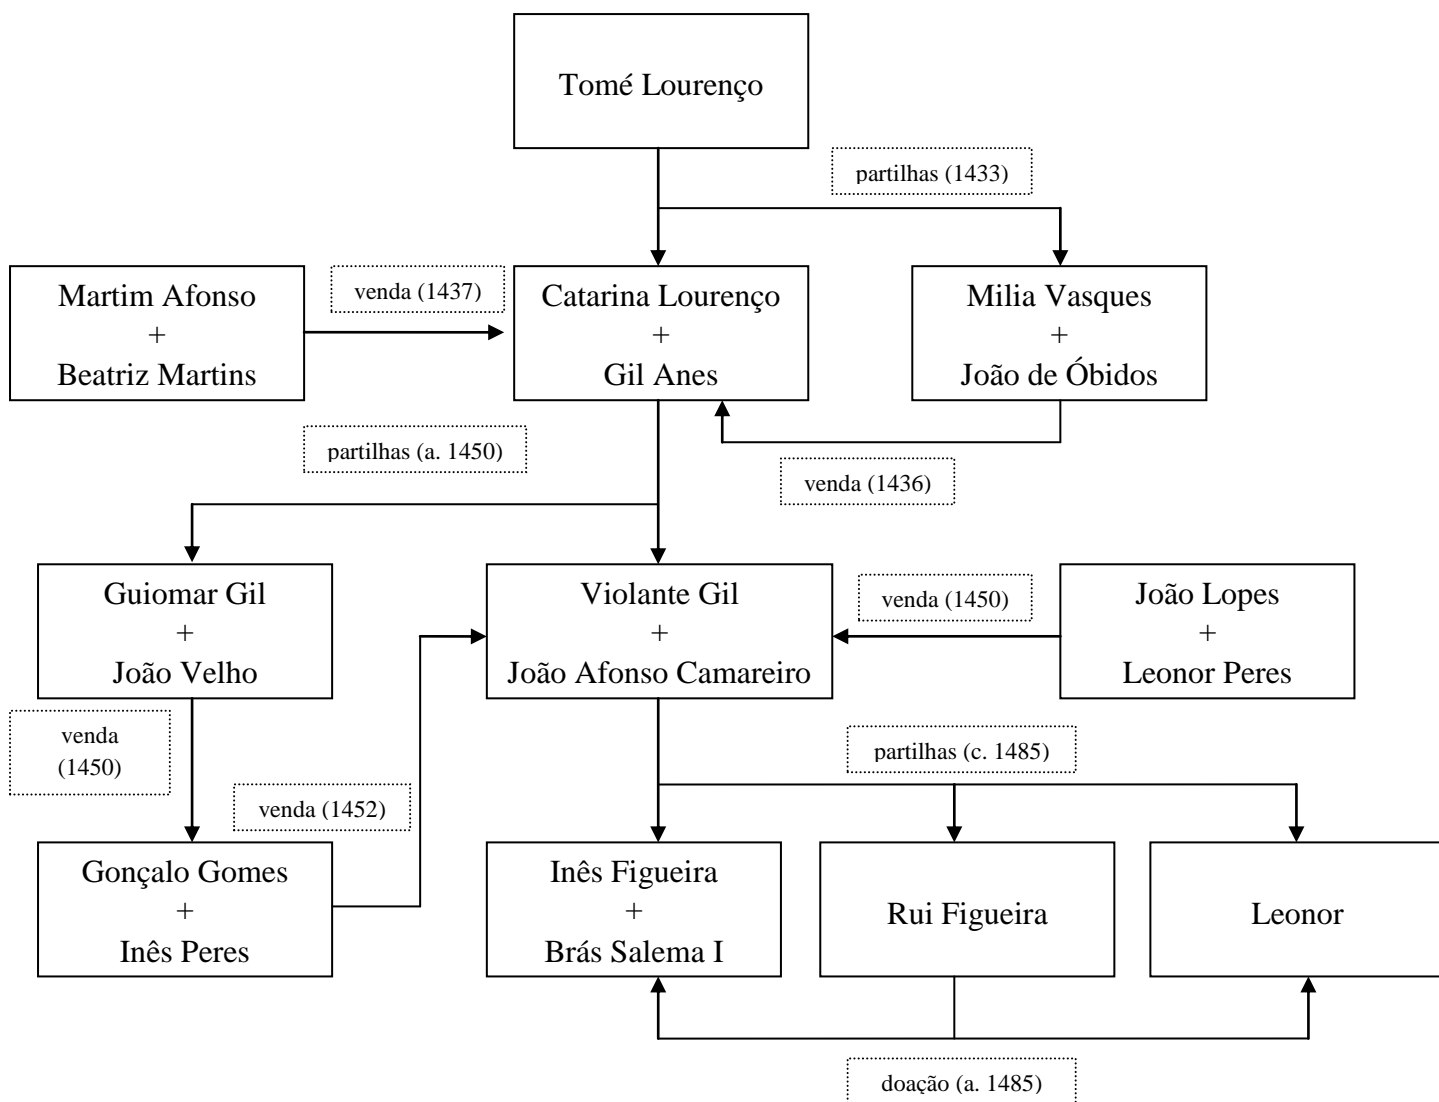 Tomé Lourenço
partilhas (1433)
Martim Afonso
+
Beatriz Martins
venda (1437)
Catarina Lourenço
+
Gil Anes
Milia Vasques
+
João de Óbidos
partilhas (a. 1450)
venda (1436)
Guiomar Gil
+
João Velho
Violante Gil
+
João Afonso Camareiro
venda (1450)
João Lopes
+
Leonor Peres
venda
(1450)
partilhas (c. 1485)
venda (1452)
Gonçalo Gomes
+
Inês Peres
Inês Figueira
+
Brás Salema I
Rui Figueira
Leonor
doação (a. 1485)